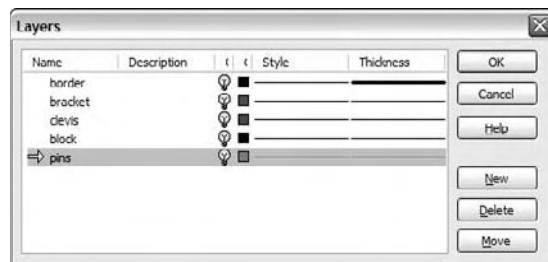 Layers
Name Description ( ( Style Thickness
border
bracket
clevis
block
pins
OK
Cancel
Help
New
Delete
Move